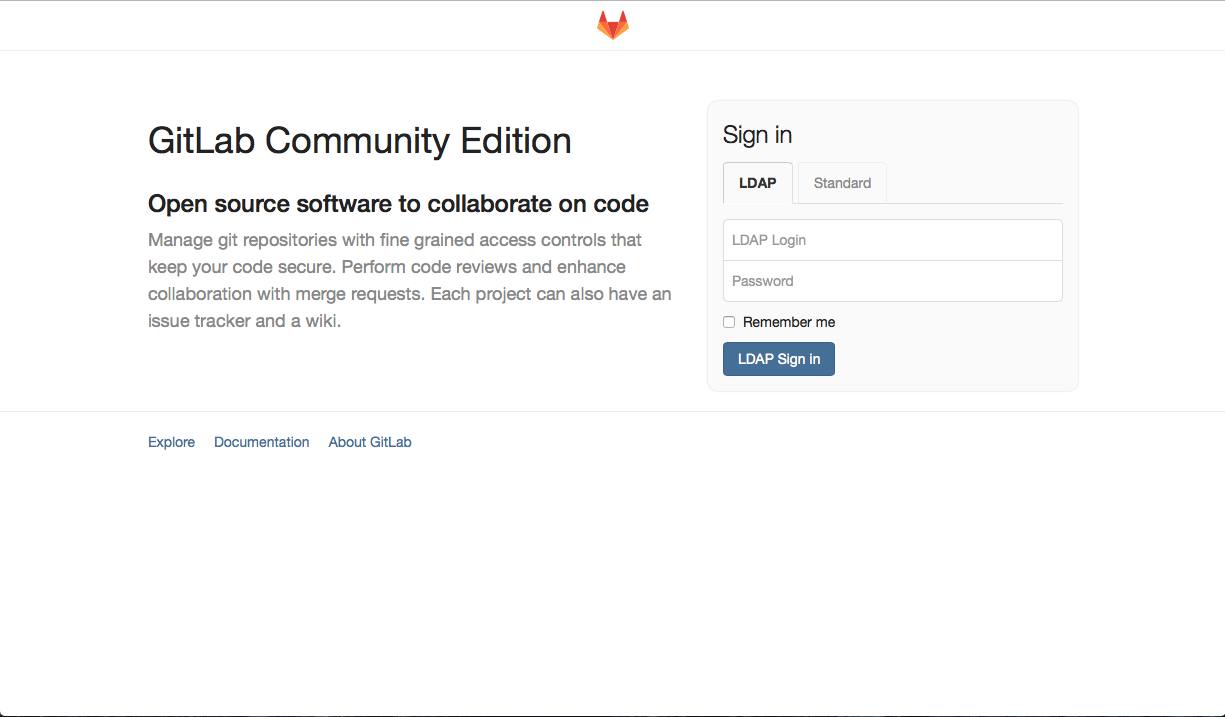 GitLab Community Edition
Open source software to collaborate on code
Manage git repositories with fine grained access controls that
keep your code secure. Perform code reviews and enhance
collaboration with merge requests. Each project can also have an
issue tracker and a wiki.
Sign in
LDAP Standard
LDAP Login
Password
Remember me
LDAP Sign in
Explore Documentation About GitLab